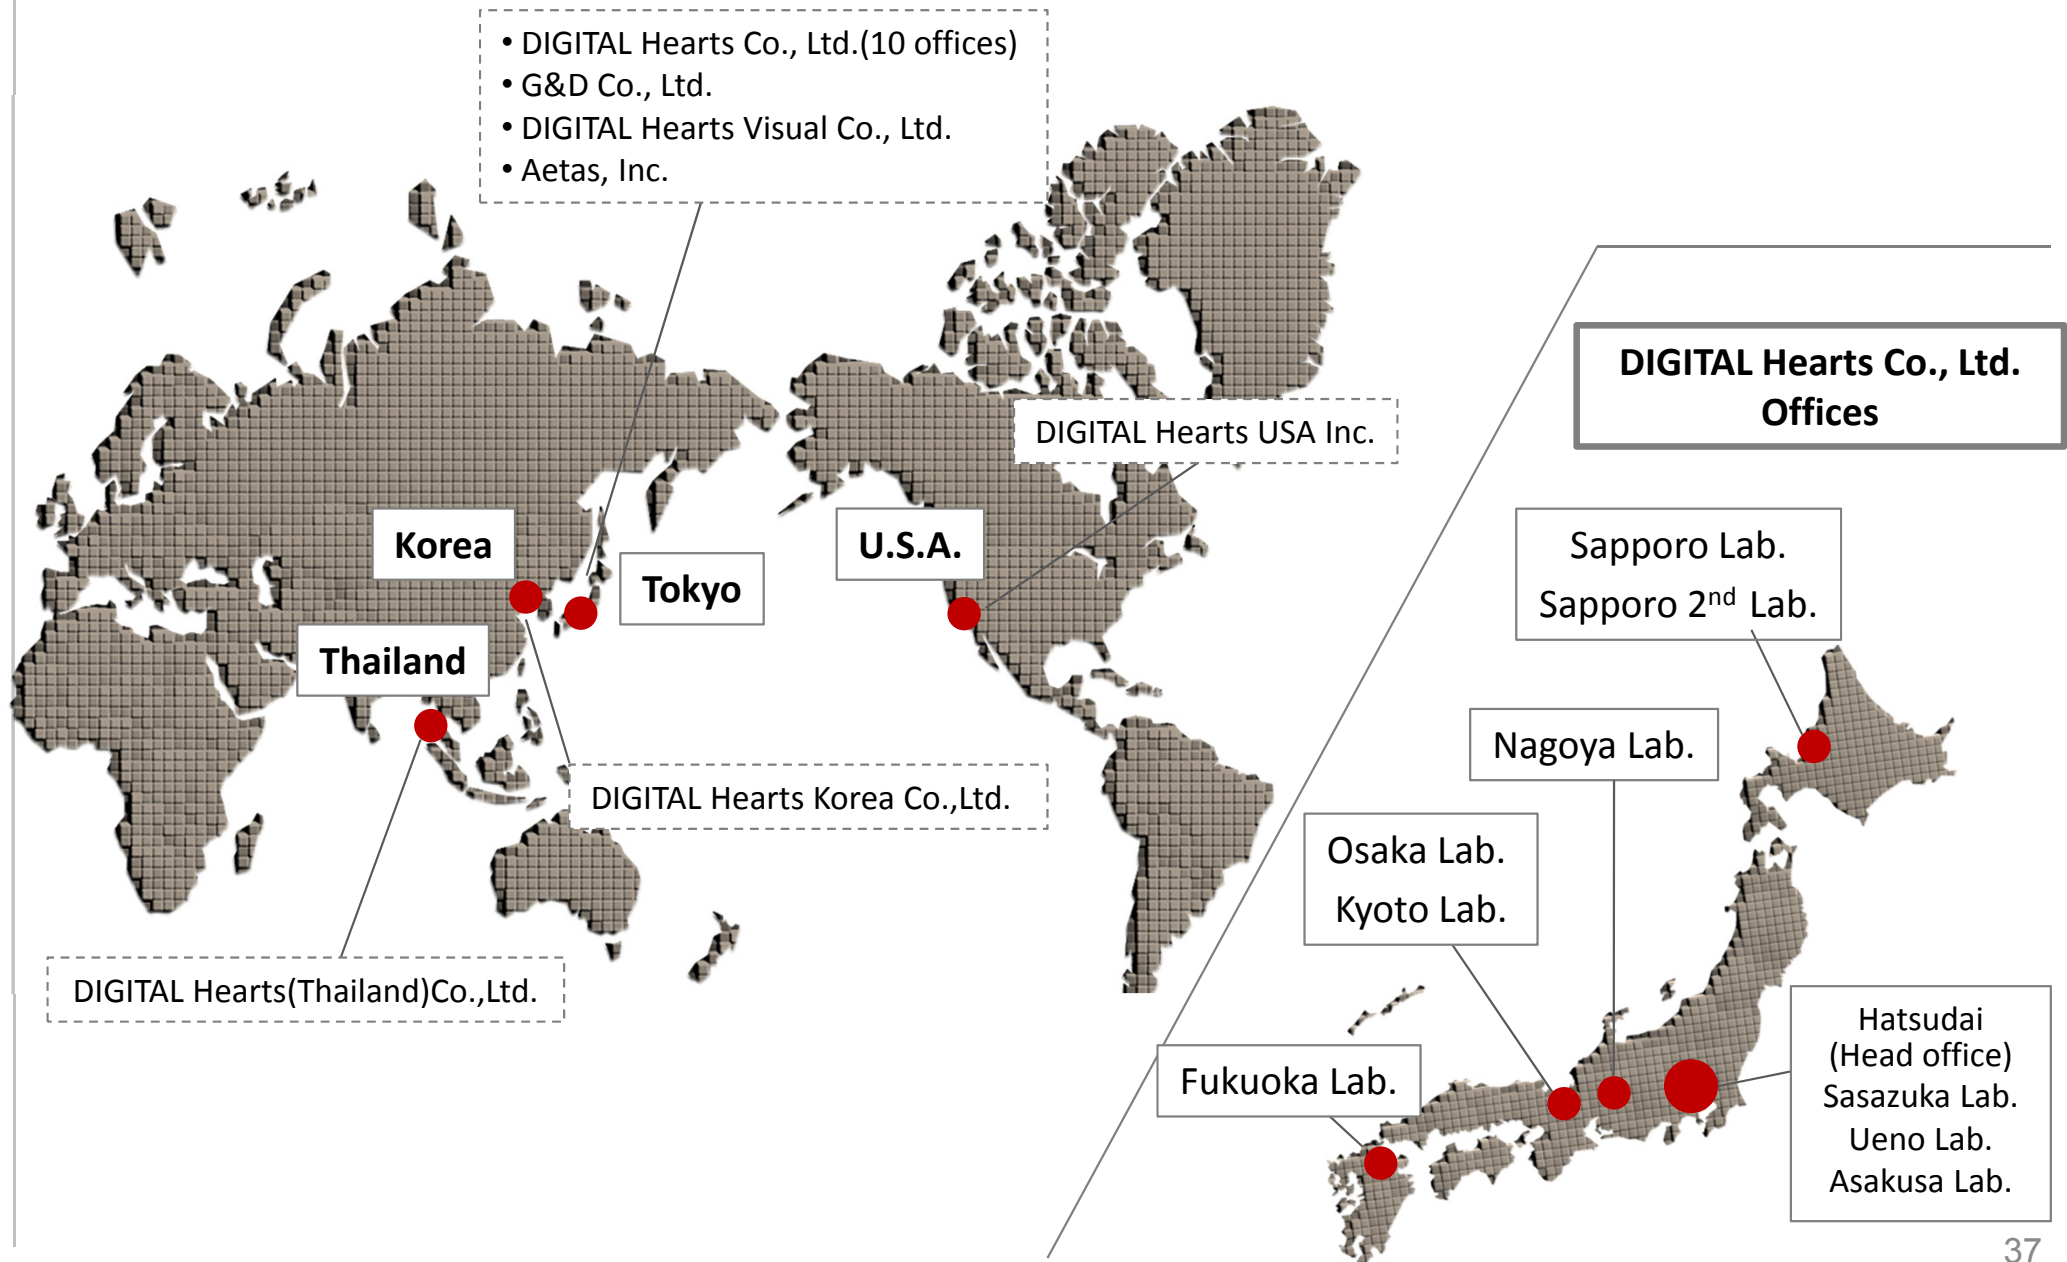 • DIGITAL Hearts Co., Ltd.(10 offices)
• G&D Co., Ltd.
• DIGITAL Hearts Visual Co., Ltd.
• Aetas, Inc.
DIGITAL Hearts USA Inc.
Korea
Tokyo
U.S.A.
Thailand
DIGITAL Hearts Korea Co.,Ltd.
DIGITAL Hearts(Thailand)Co.,Ltd.
DIGITAL Hearts Co., Ltd.
Offices
Sapporo Lab.
Sapporo 2nd Lab.
Nagoya Lab.
Osaka Lab.
Kyoto Lab.
Fukuoka Lab.
Hatsudai
(Head office)
Sasazuka Lab.
Ueno Lab.
Asakusa Lab.
37